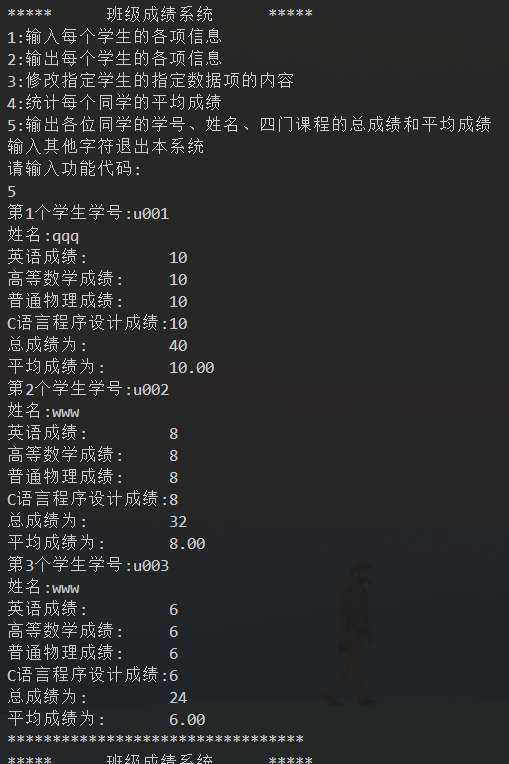 *****      班级成绩系统      *****
1:输入每个学生的各项信息
2:输出每个学生的各项信息
3:修改指定学生的指定数据项的内容
4:统计每个同学的平均成绩
5:输出各位同学的学号、姓名、四门课程的总成绩和平均成绩
输入其他字符退出本系统
请输入功能代码:
5
第1个学生学号:u001
姓名:qqq
英语成绩:         10
高等数学成绩:     10
普通物理成绩:     10
C语言程序设计成绩:10
总成绩为:         40
平均成绩为:       10.00
第2个学生学号:u002
姓名:www
英语成绩:         8
高等数学成绩:     8
普通物理成绩:     8
C语言程序设计成绩:8
总成绩为:         32
平均成绩为:       8.00
第3个学生学号:u003
姓名:www
英语成绩:         6
高等数学成绩:     6
普通物理成绩:     6
C语言程序设计成绩:6
总成绩为:         24
平均成绩为:       6.00
*********************************
*****      班级成绩系统      *****